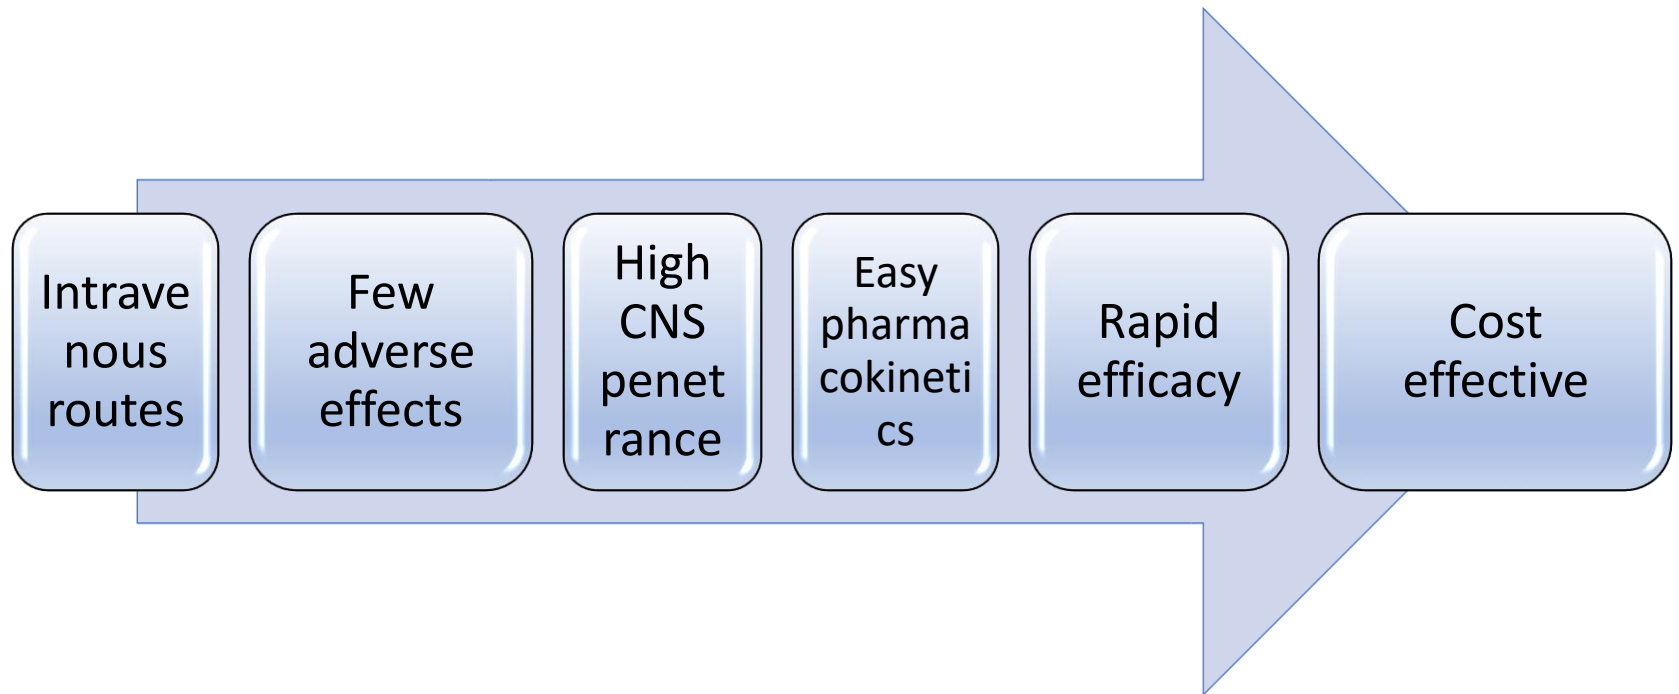 Intrave
nous
routes
Few
adverse
effects
High
CNS
penet
rance
Easy
pharma
cokineti
cs
Rapid
efficacy
Cost
effective